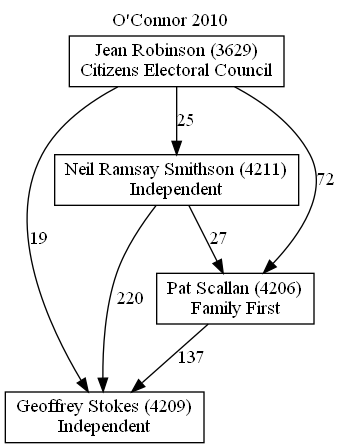 O'Connor 2010
Jean Robinson (3629)
Citizens Electoral Council
25
Neil Ramsay Smithson (4211)
Independent
72
19
27
220
Pat Scallan (4206)
Family First
137
Geoffrey Stokes (4209)
Independent